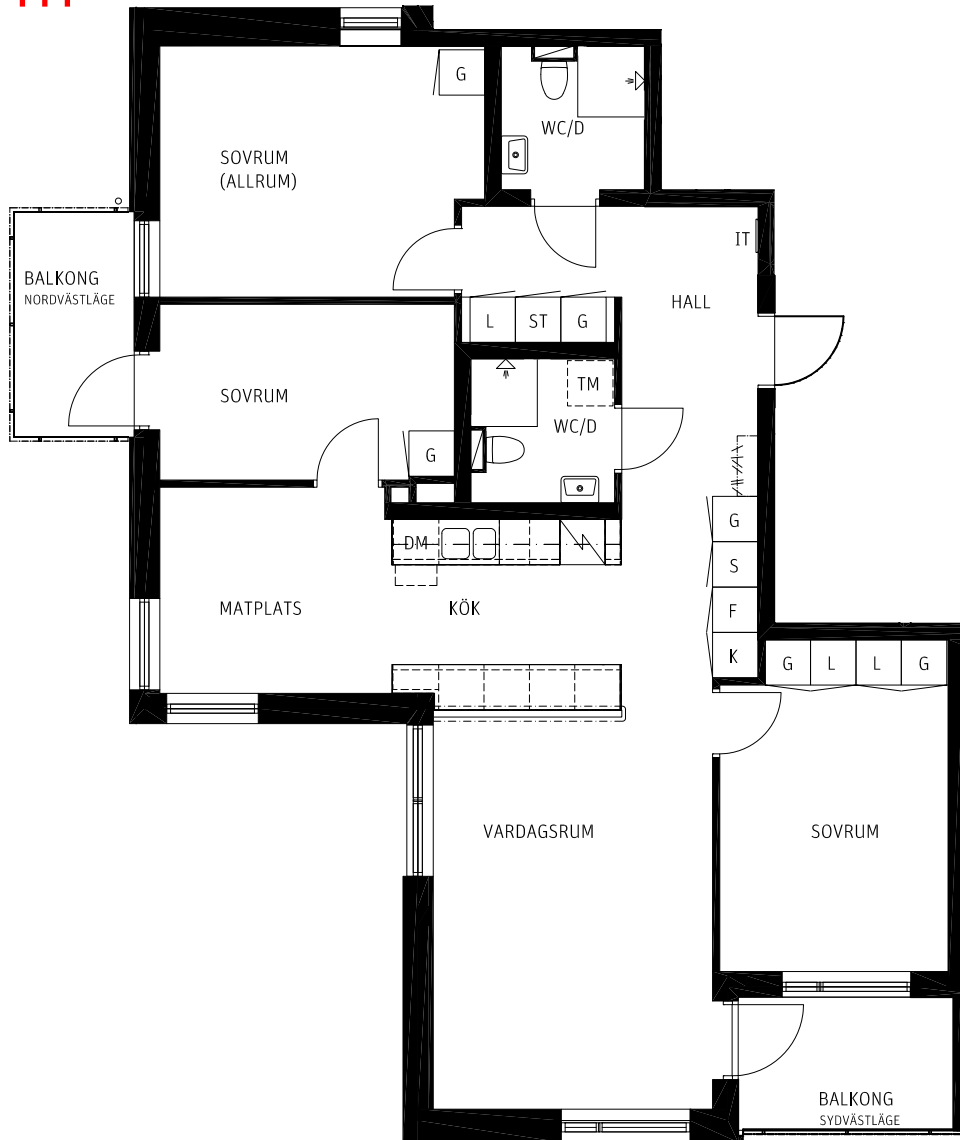 G
WC/D
SOVRUM
(ALLRUM)
IT
BALKONG
NORDVÄSTLÄGE
HALL
L ST G
SOVRUM
TM
WC/D
G
G
DM
S
MATPLATS
KÖK
F
K
G L L G
VARDAGSRUM
SOVRUM
BALKONG
SYDVÄSTLÄGE